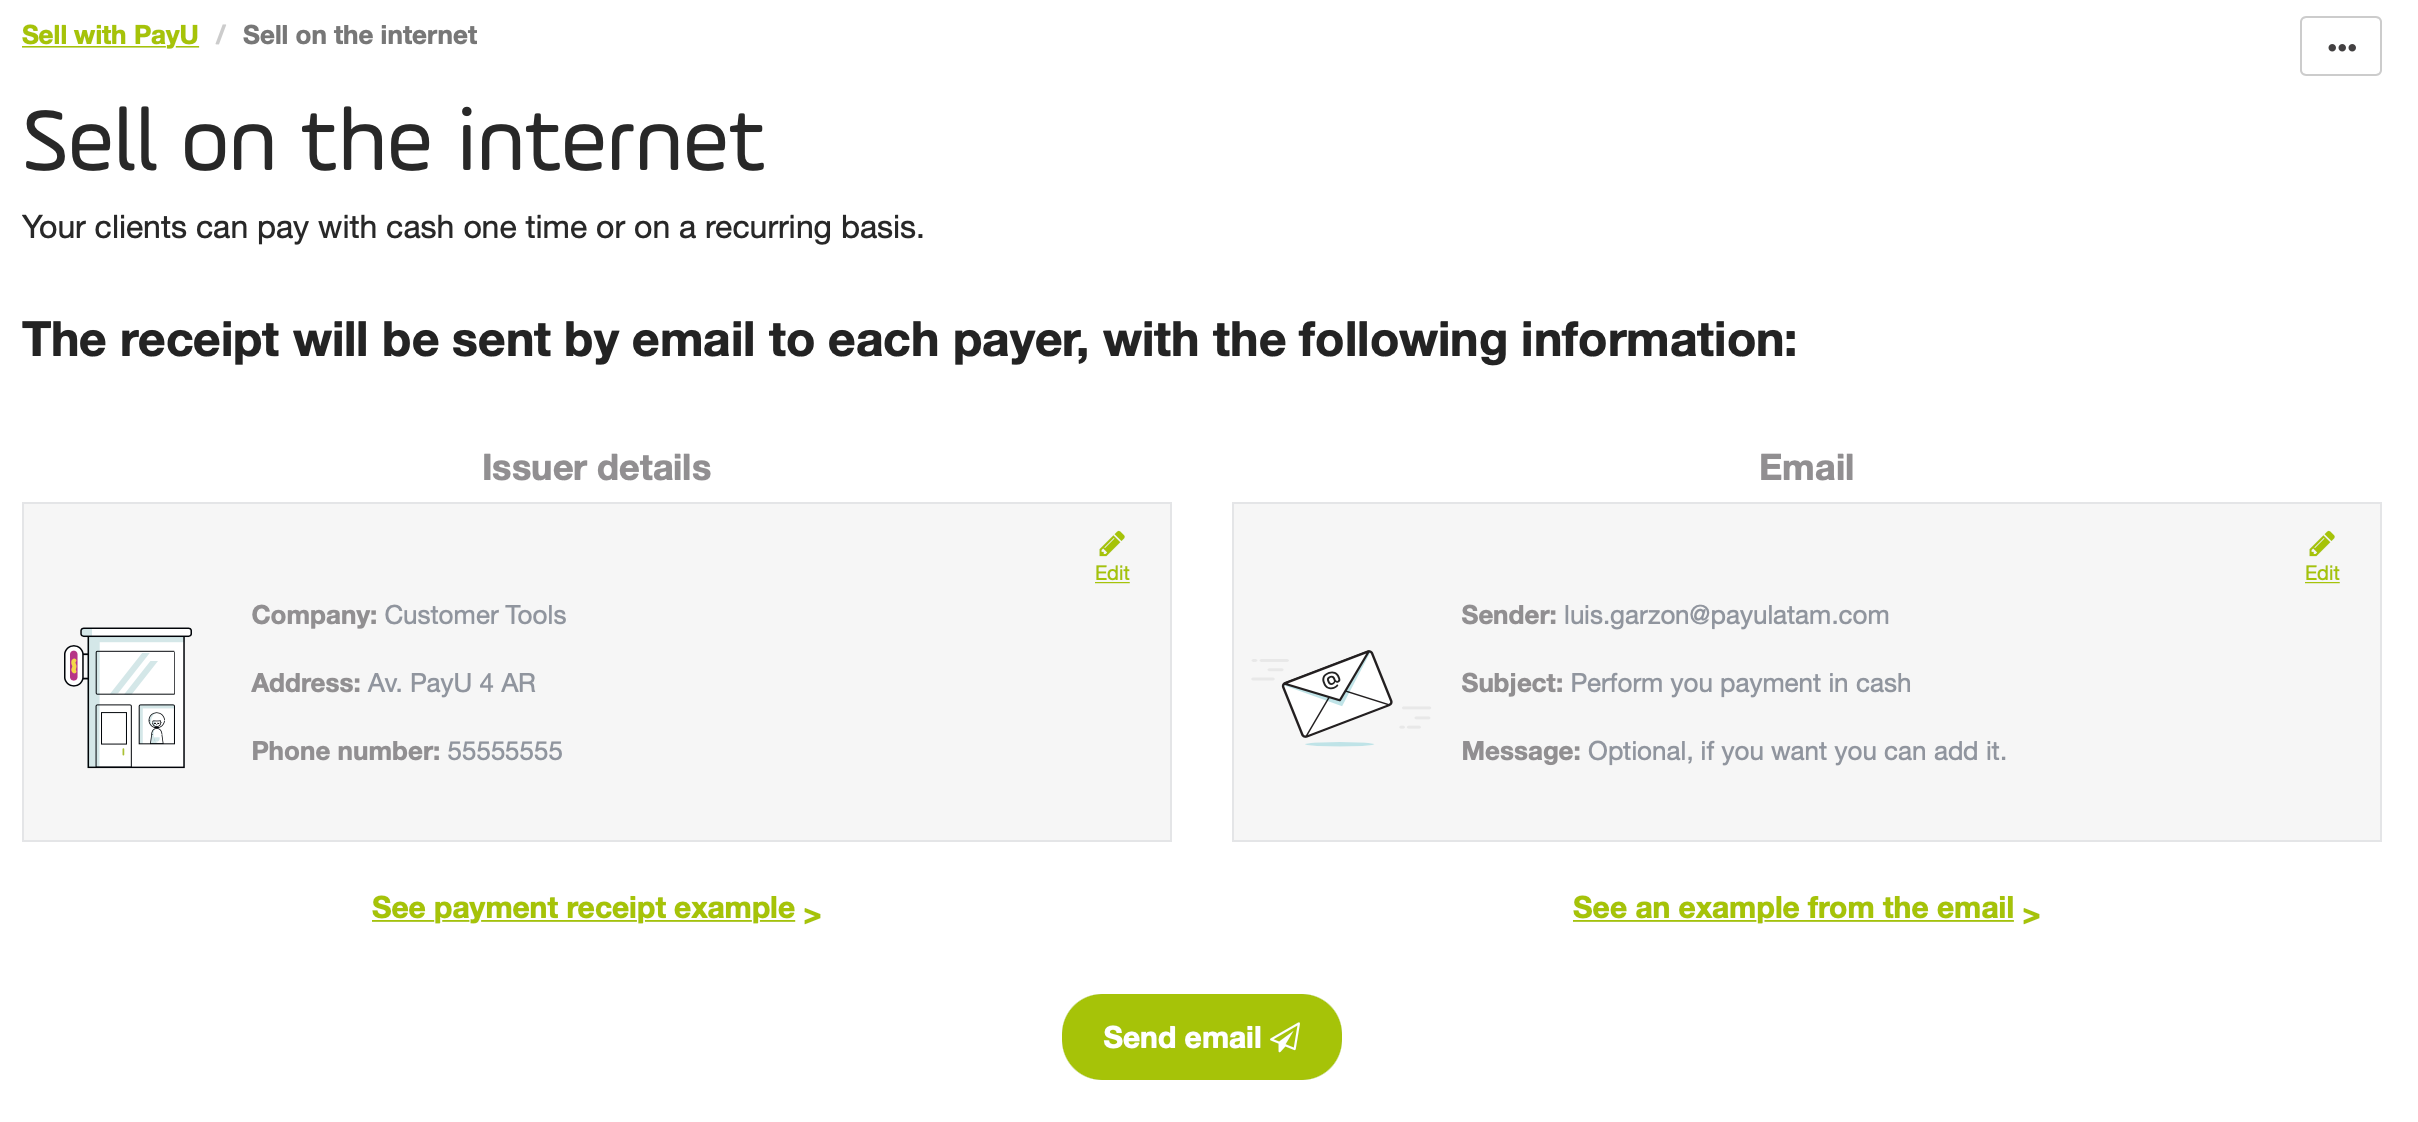 Sell with PayU / Sell on the internet
•••
Sell on the internet
Your clients can pay with cash one time or on a recurring basis.
The receipt will be sent by email to each payer, with the following information:
Issuer details
Edit
Company: Customer Tools
Address: Av. PayU 4 AR
Phone number: 55555555
See payment receipt example >
Email
Edit
@
Sender: luis.garzon@payulatam.com
Subject: Perform you payment in cash
Message: Optional, if you want you can add it.
See an example from the email >
Send email